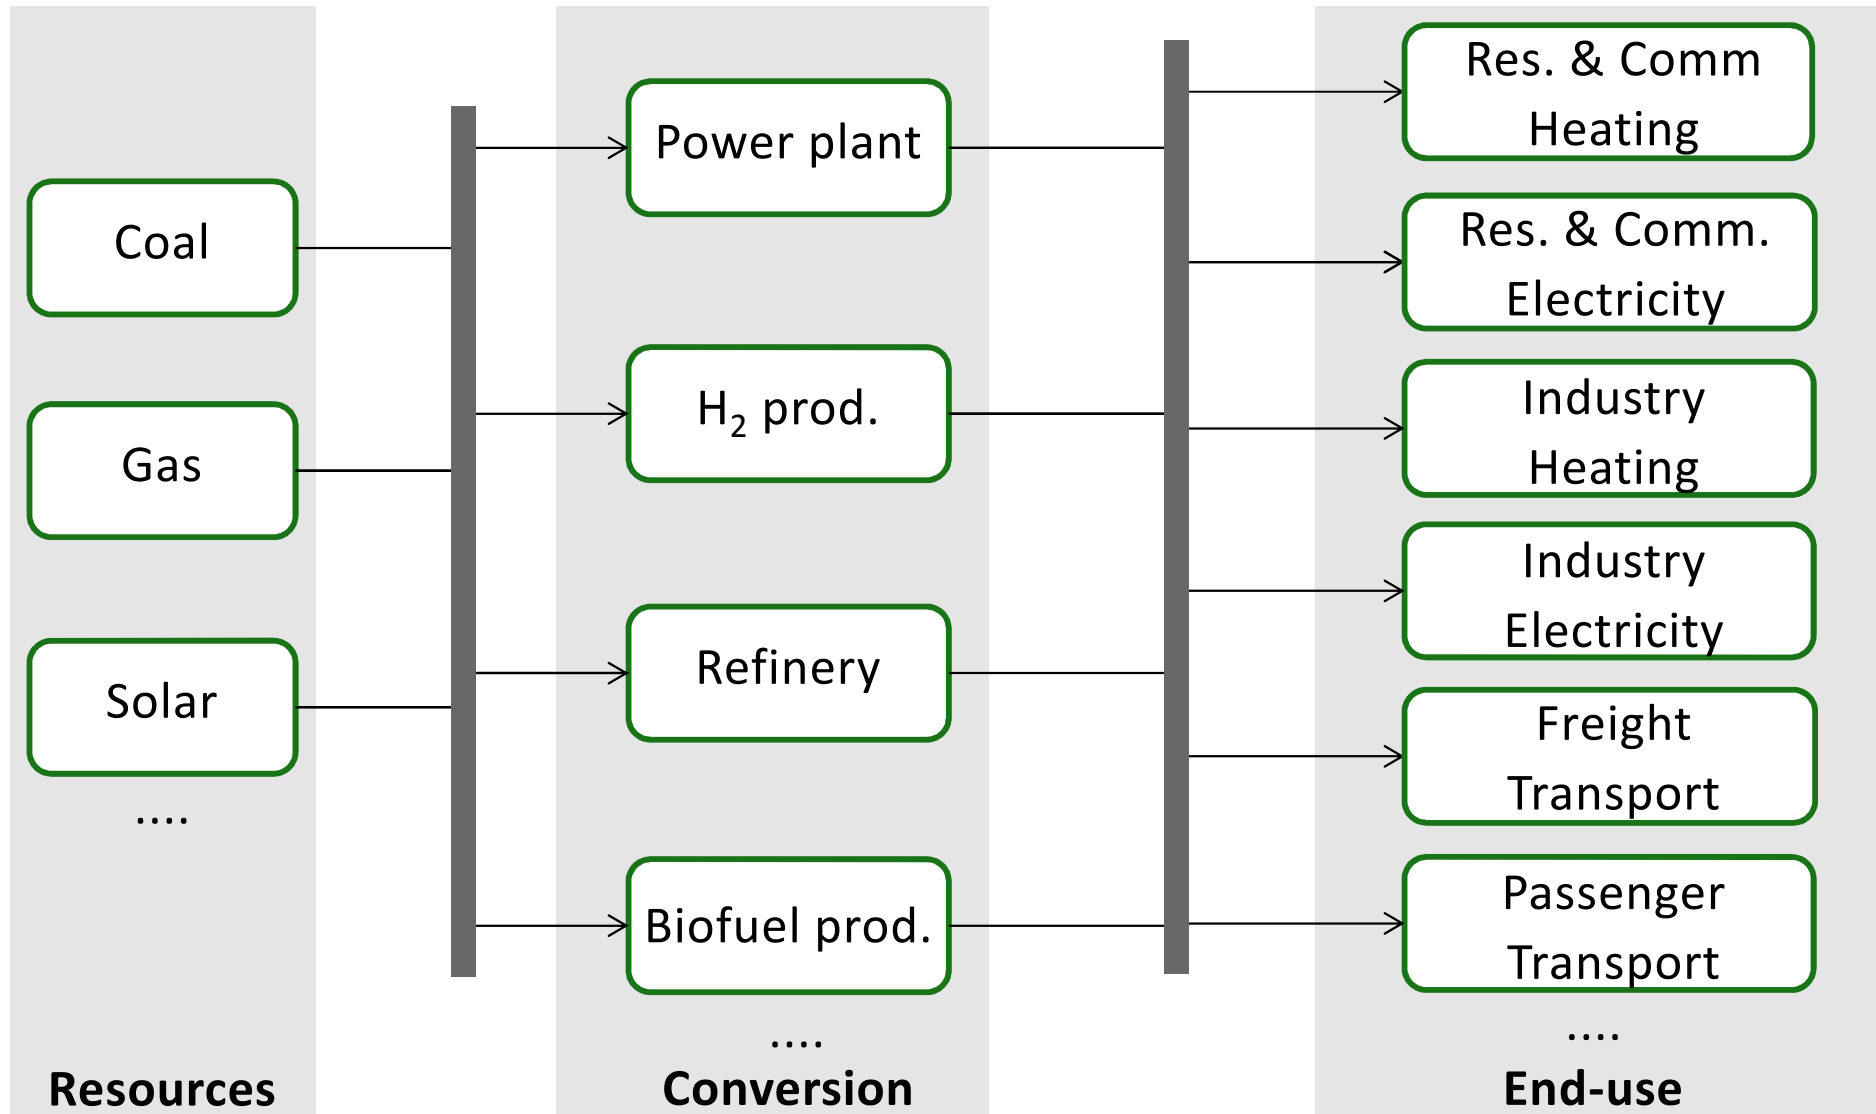 Coal
Gas
Solar
....
Resources
Power plant
H₂ prod.
Refinery
Biofuel prod.
....
Conversion
Res. & Comm
Heating
Res. & Comm.
Electricity
Industry
Heating
Industry
Electricity
Freight
Transport
Passenger
Transport
....
End-use